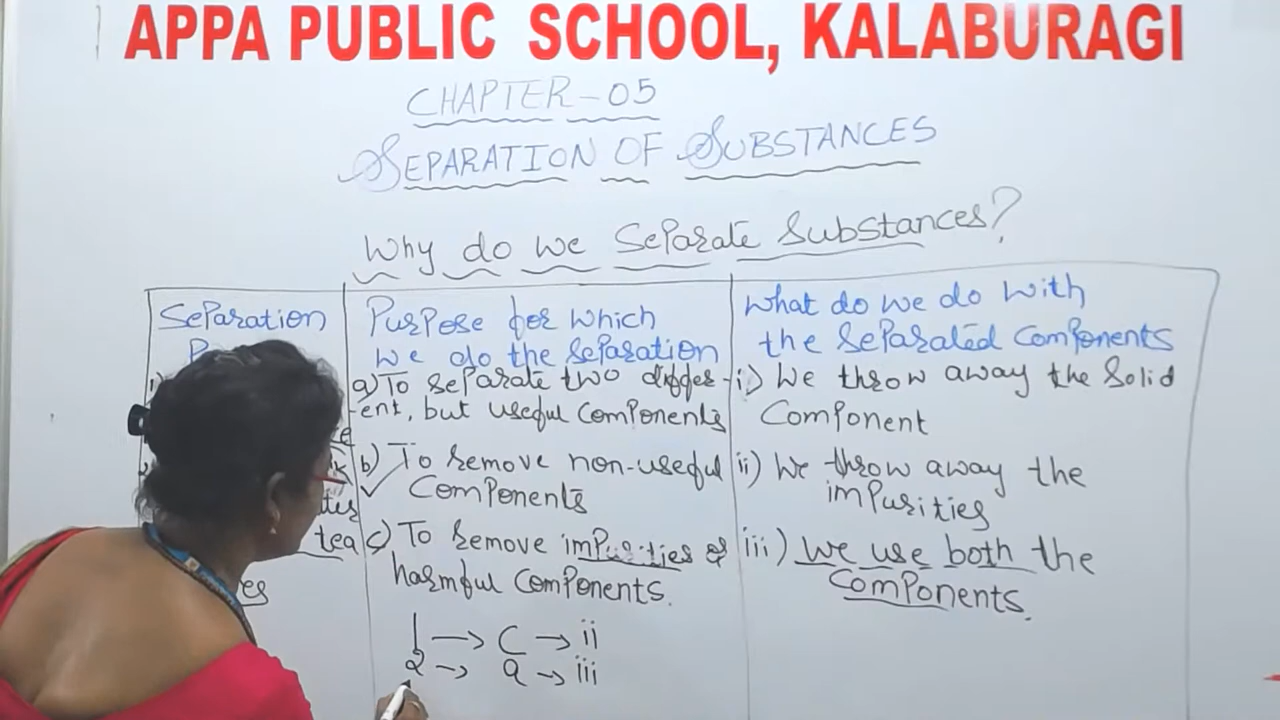 APPA PUBLIC SCHOOL, KALABURAGI
CHAPTER-05
SEPARATION OF SUBSTANCES
Why do we Separate Substances?
Separation
Purpose for which
we do the Separation
What do we do with
the Separated Components
1)
a) To separate two differ-
ent, but useful Components
b) To remove non-useful
Components
tea
c) To remove impurities of
harmful Components.
i) We throw away the Solid
Component
ii) We throw away the
impurities
iii) We use both the
Components.
1 → C → ii
2 → a → iii